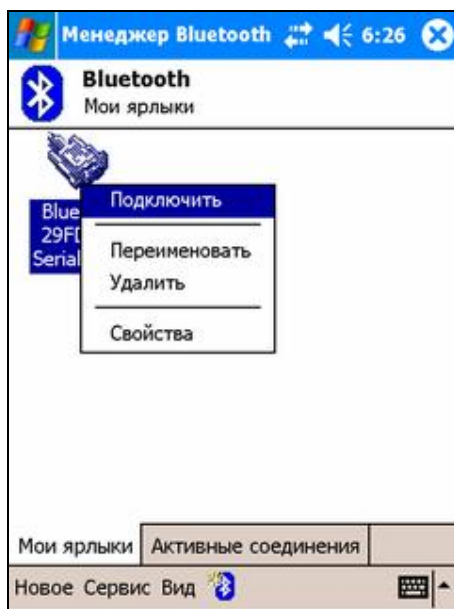 Менеджер Bluetooth 6:26
Bluetooth
Мои ярлыки
Подключить
Переименовать
Удалить
Свойства
Мои ярлыки Активные соединения
Новое Сервис Вид